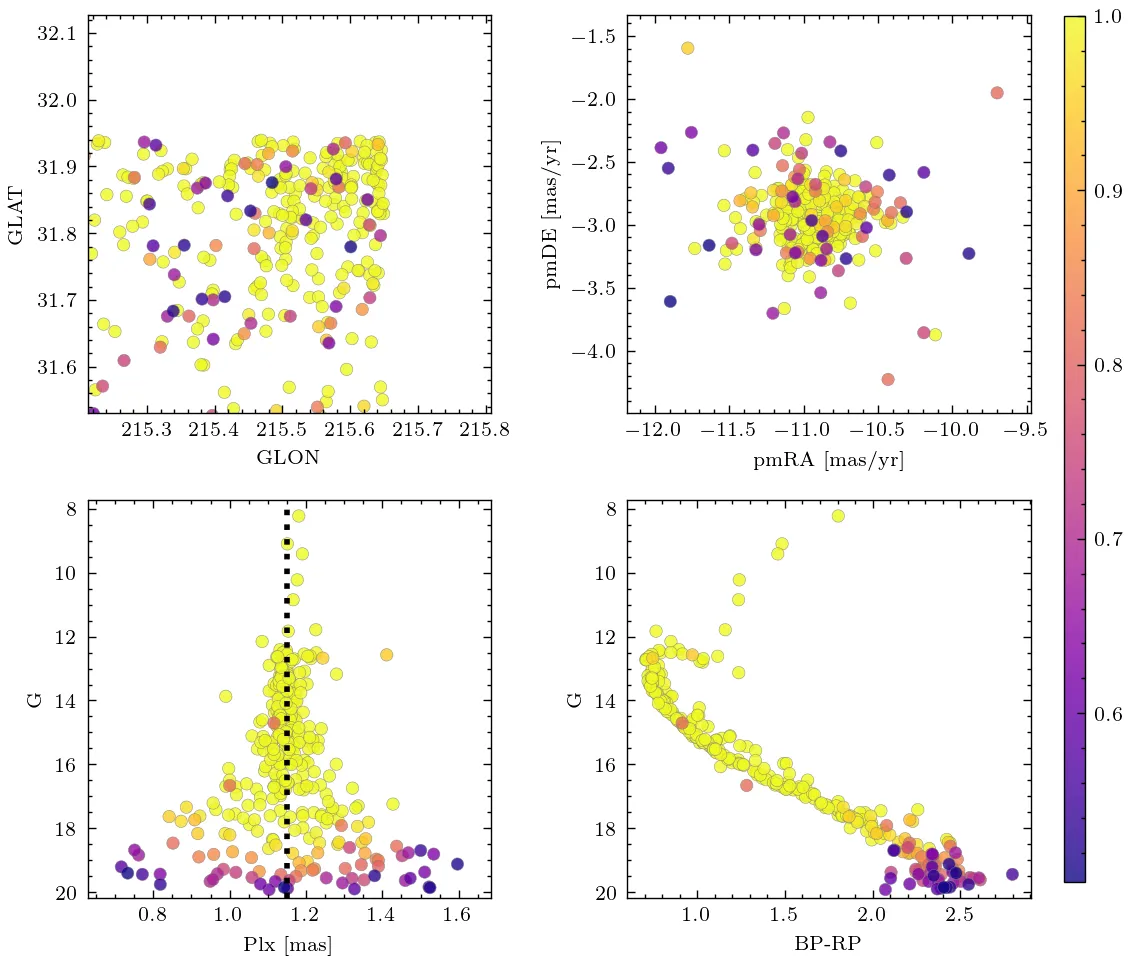 32.1
32.0
31.9
31.8
31.7
31.6
GLAT
215.3 215.4 215.5 215.6 215.7 215.8
GLON
−1.5
−2.0
−2.5
−3.0
−3.5
−4.0
pmDE [mas/yr]
−12.0 −11.5 −11.0 −10.5 −10.0 −9.5
pmRA [mas/yr]
1.0
0.9
0.8
0.7
0.6
8
10
12
14
16
18
20
G
0.8 1.0 1.2 1.4 1.6
Plx [mas]
8
10
12
14
16
18
20
G
1.0 1.5 2.0 2.5
BP-RP